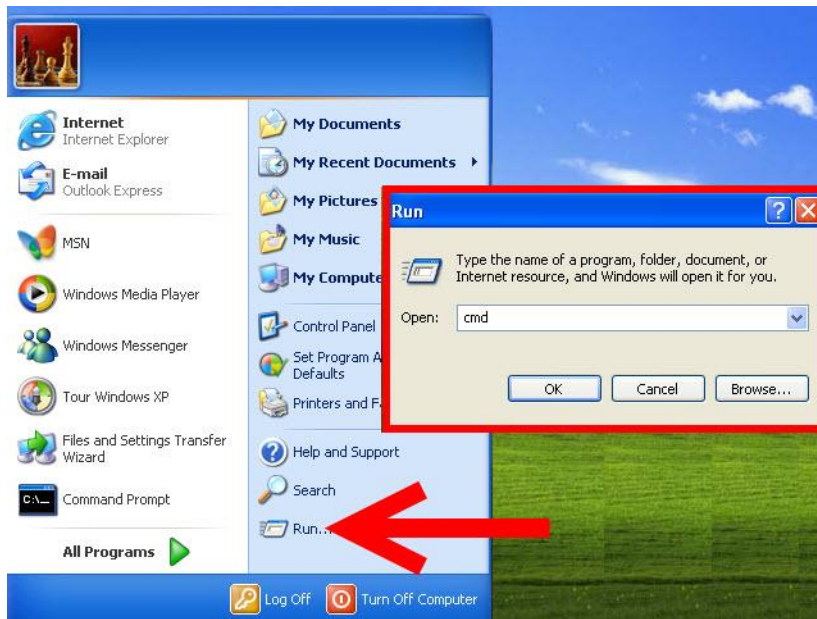 Internet
Internet Explorer
E-mail
Outlook Express
MSN
Windows Media Player
Windows Messenger
Tour Windows XP
Files and Settings Transfer
Wizard
C:\_
Command Prompt
All Programs
My Documents
My Recent Documents
My Pictures
My Music
My Compute
Control Panel
Set Program A
Defaults
Printers and F
Help and Support
Search
Run...
Log Off
Turn Off Computer
Run
Type the name of a program, folder, document, or
Internet resource, and Windows will open it for you.
Open: cmd
OK Cancel Browse...